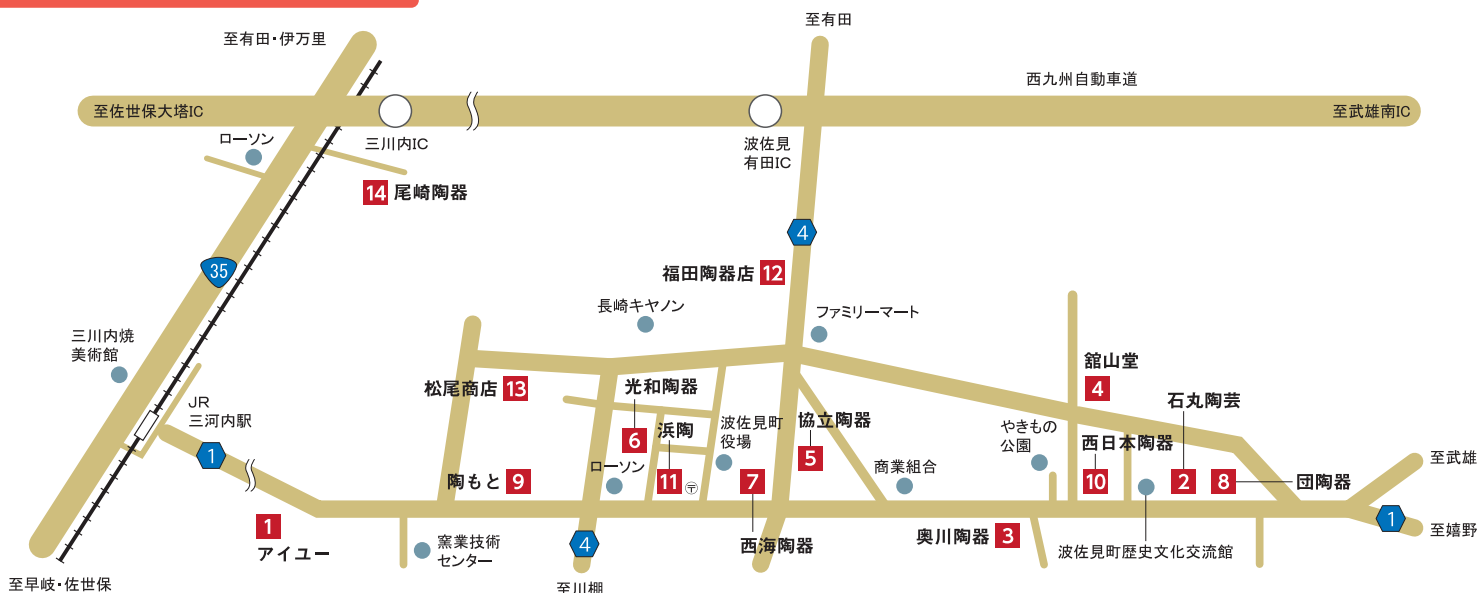 至有田
至有田・伊万里
西九州自動車道
至佐世保大塔IC
至武雄南IC
ローソン
三川内IC
波佐見
有田IC
14 尾崎陶器
4
35
福田陶器店 12
長崎キヤノン
ファミリーマート
三川内焼
美術館
舘山堂
4
松尾商店 13
光和陶器
6
石丸陶芸
2
JR
三河内駅
浜陶
11
〒
波佐見町
役場
協立陶器
5
やきもの
公園
西日本陶器
10
1
陶もと 9
ローソン
7
西海陶器
商業組合
8 団陶器
至武雄
1
アイユー
窯業技術
センター
4
奥川陶器 3
波佐見町歴史文化交流館
1
至嬉野
至早岐・佐世保
至川棚